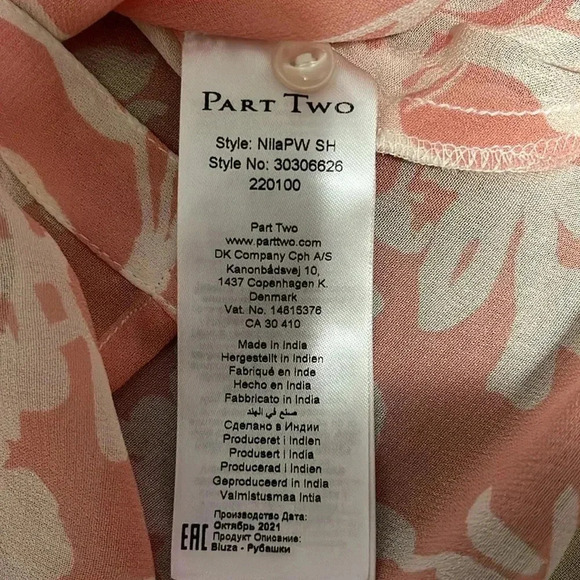 PART TWO
Style: NilaPW SH
Style No: 30306626
220100
Part Two
www.parttwo.com
DK Company Cph A/S
Kanonbådsvej 10,
1437 Copenhagen K.
Denmark
Vat. No. 14815376
CA 30 410
Made in India
Hergestellt in Indien
Fabriqué en Inde
Hecho en India
Fabbricato in India
صنع في الهند
Сделано в Индии
Produceret i Indien
Produsert i India
Producerad i Indien
Geproduceerd in India
Valmistusmaa Intia
Производство Дата:
Октябрь 2021
EAC Продукт Описание:
Bluza - Рубашки